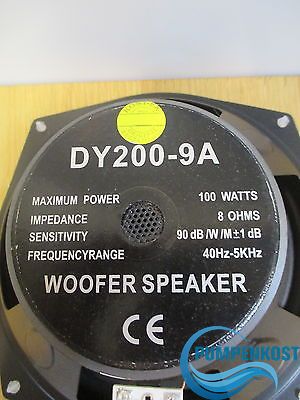 DY200-9A
MAXIMUM POWER 100 WATTS
IMPEDANCE 8 OHMS
SENSITIVITY 90 dB /W /M±1 dB
FREQUENCYRANGE 40Hz-5KHz
WOOFER SPEAKER
CE
PUMPENKOST